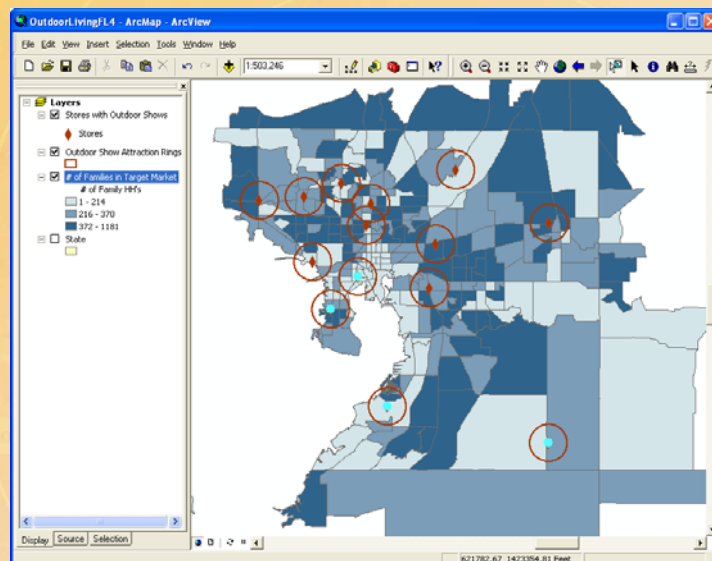 OutdoorLivingFL4 - ArcMap - ArcView
File Edit View Insert Selection Tools Window Help
1:503,246
Layers
Stores with Outdoor Shows
Stores
Outdoor Show Attraction Rings
# of Families in Target Market
# of Family HH's
1 - 214
216 - 370
372 - 1181
State
Display Source Selection
621782.67 1423354.81 Feet